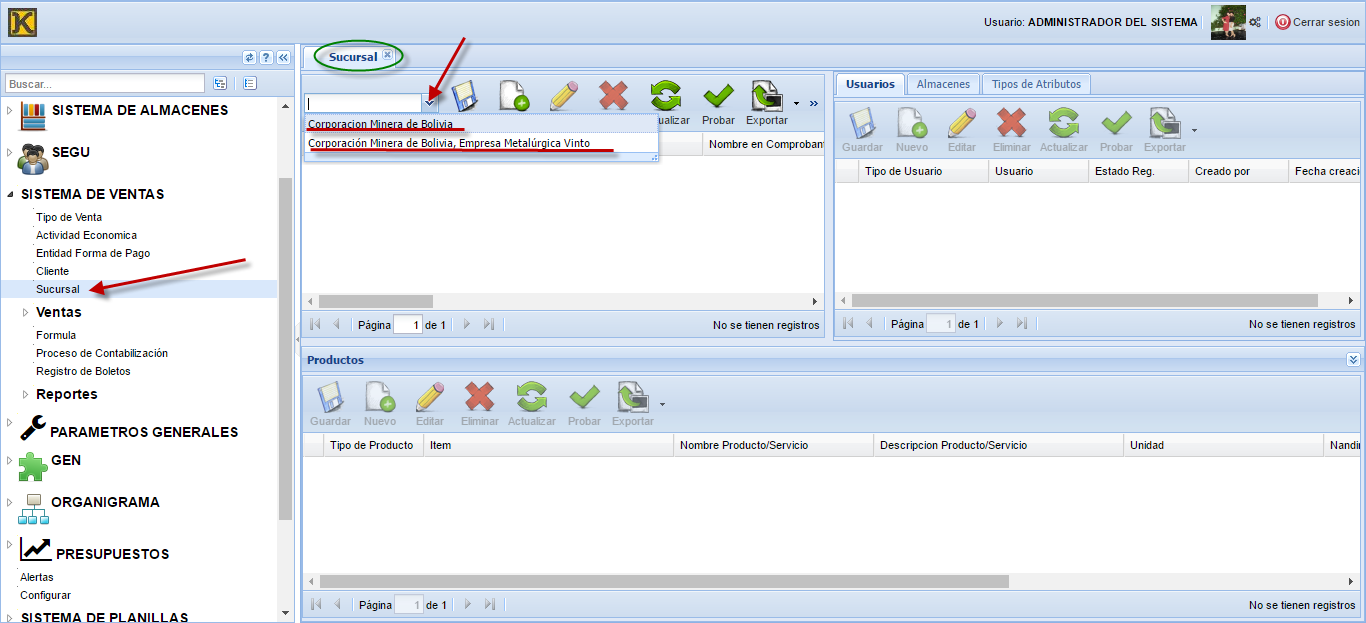 K
Usuario: ADMINISTRADOR DEL SISTEMA
Cerrar sesion
Buscar...
SISTEMA DE ALMACENES
SEGU
SISTEMA DE VENTAS
Tipo de Venta
Actividad Economica
Entidad Forma de Pago
Cliente
Sucursal
Ventas
Formula
Proceso de Contabilización
Registro de Boletos
Reportes
PARAMETROS GENERALES
GEN
ORGANIGRAMA
PRESUPUESTOS
Alertas
Configurar
SISTEMA DE PLANILLAS
Sucursal
ualizar Probar Exportar
Corporacion Minera de Bolivia
Corporación Minera de Bolivia, Empresa Metalúrgica Vinto
Nombre en Comproban
Página 1 de 1 No se tienen registros
Usuarios Almacenes Tipos de Atributos
Guardar Nuevo Editar Eliminar Actualizar Probar Exportar
Tipo de Usuario Usuario Estado Reg. Creado por Fecha creaci
Página 1 de 1 No se tienen registros
Productos
Guardar Nuevo Editar Eliminar Actualizar Probar Exportar
Tipo de Producto Item Nombre Producto/Servicio Descripcion Producto/Servicio Unidad Nandi
Página 1 de 1 No se tienen registros